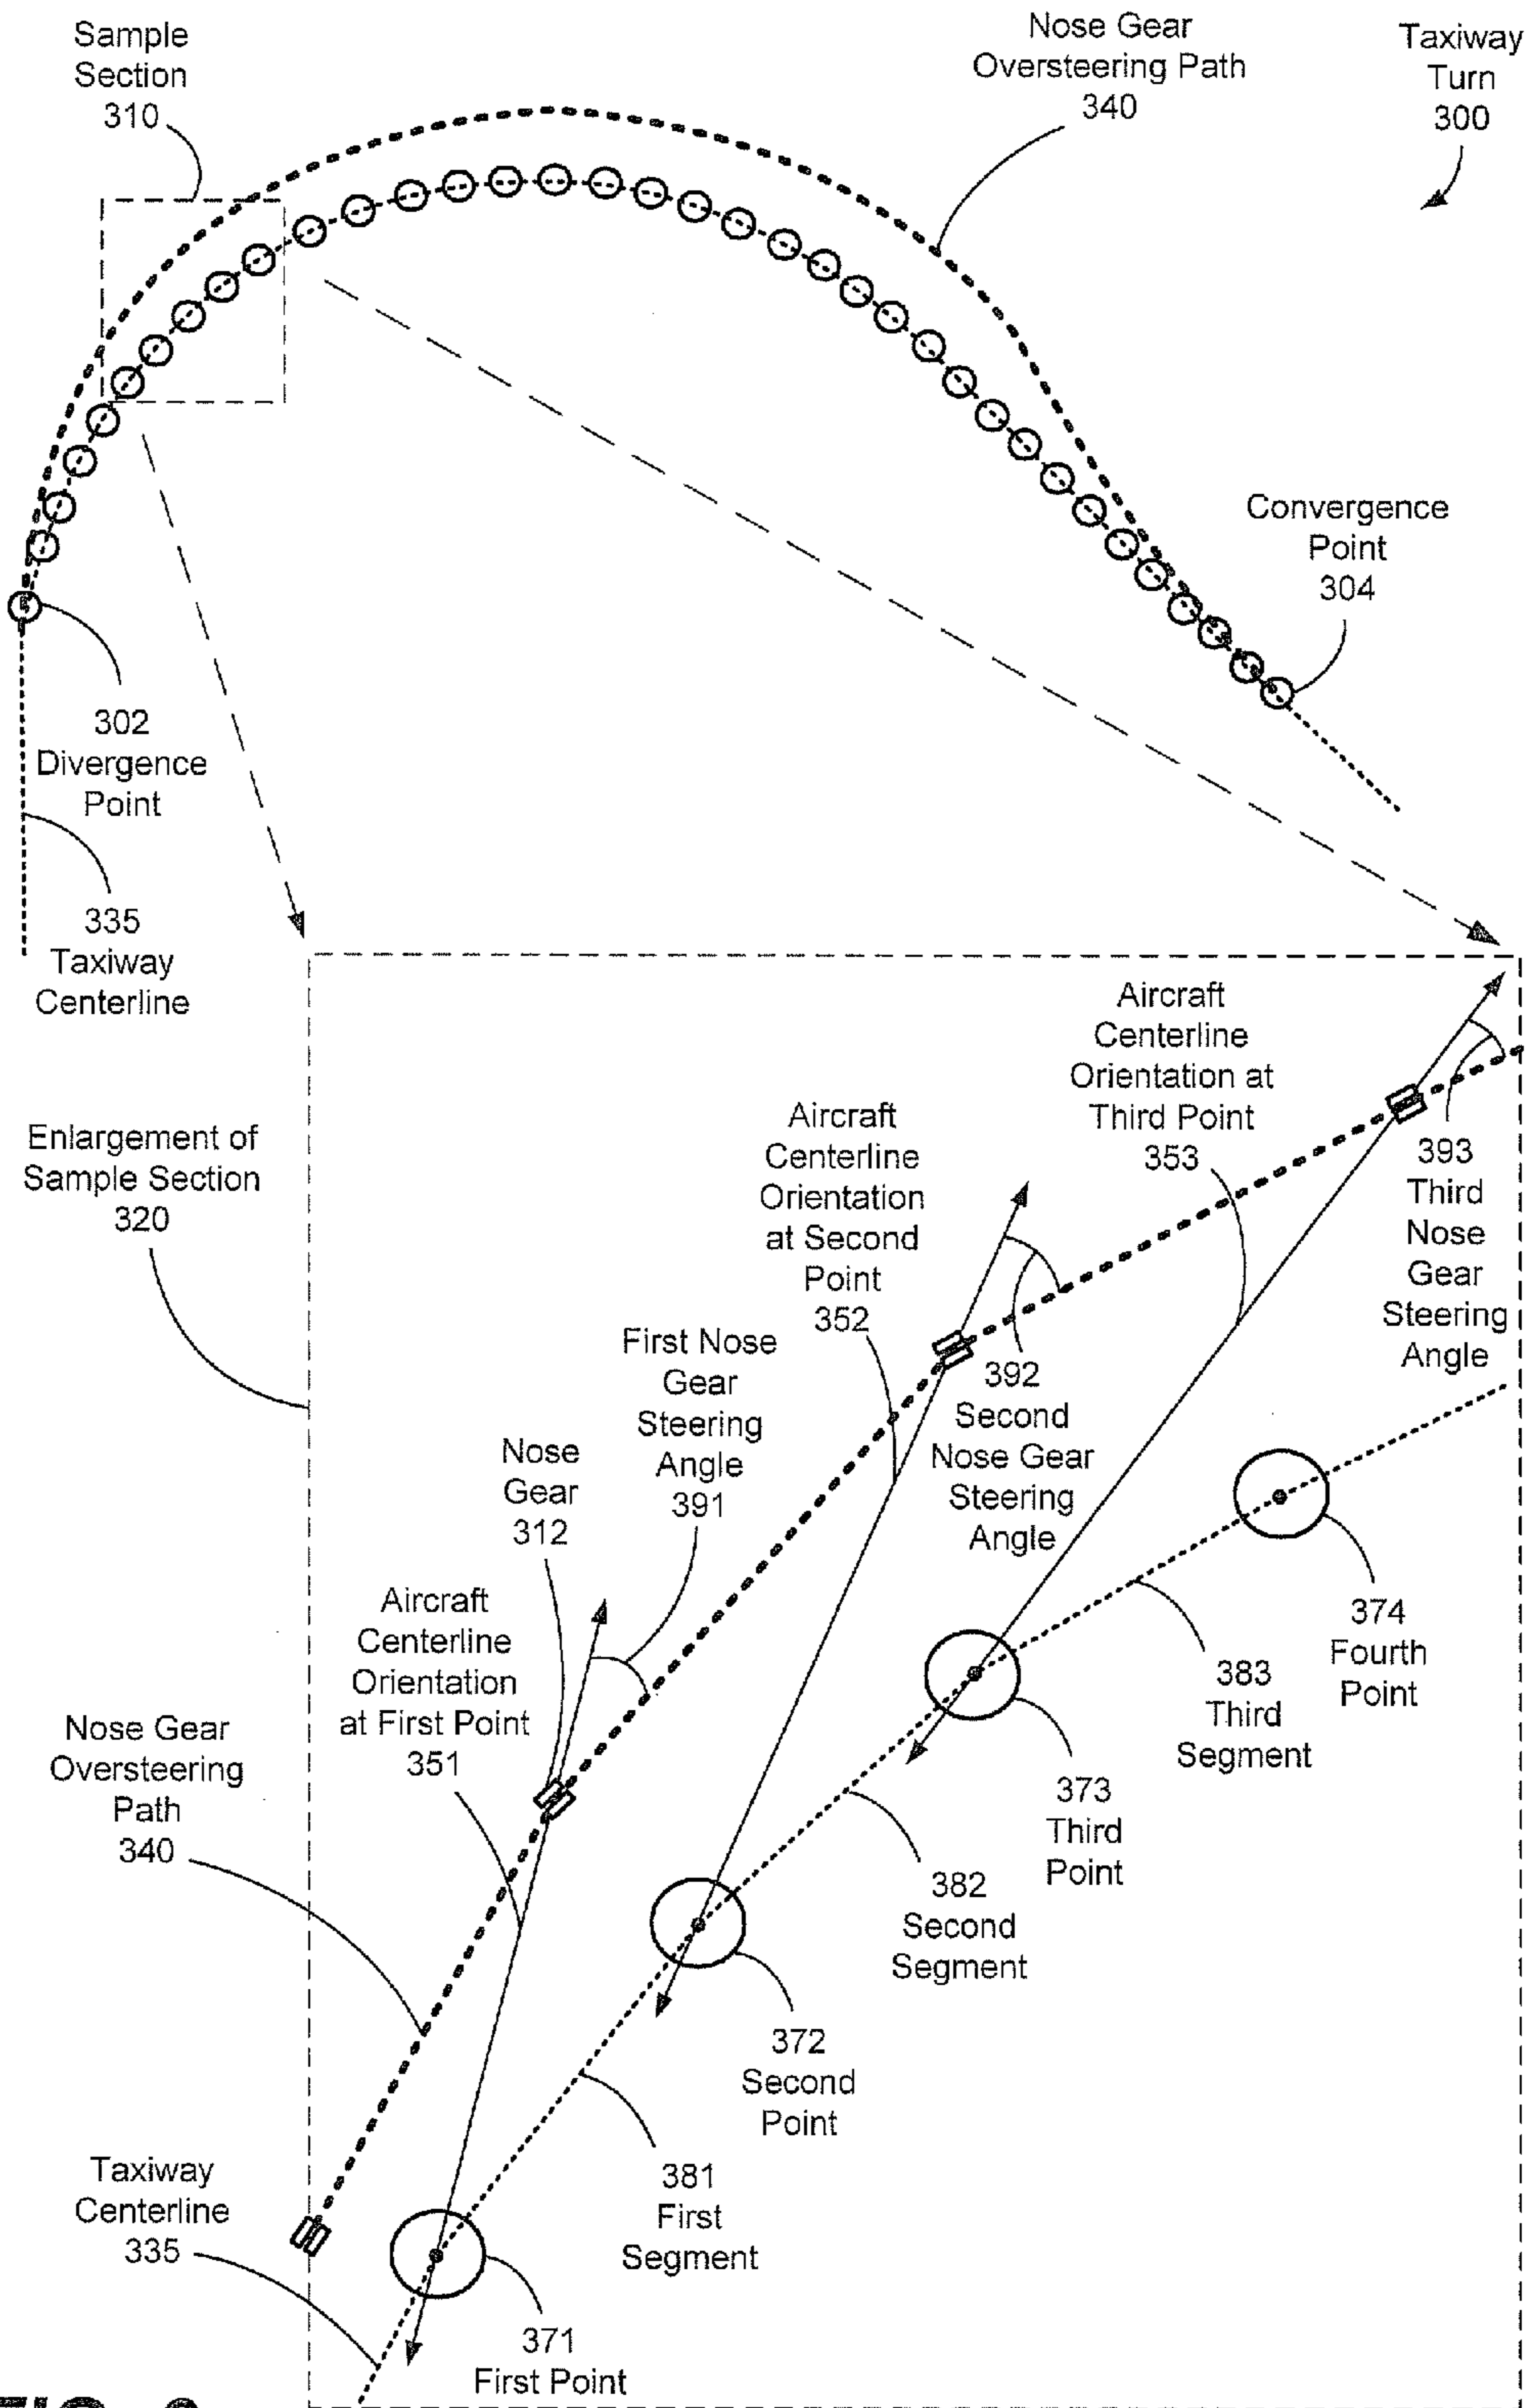 Sample
Section
310
Nose Gear
Oversteering Path
340
Taxiway
Turn
300
Convergence
Point
304
302
Divergence
Point
335
Taxiway
Centerline
Enlargement of
Sample Section
320
Aircraft
Centerline
Orientation at
Third Point
353
Aircraft
Centerline
Orientation
at Second
Point
352
393
Third
Nose
Gear
Steering
Angle
First Nose
Gear
Steering
Angle
391
392
Second
Nose Gear
Steering
Angle
Nose
Gear
312
Aircraft
Centerline
Orientation
at First Point
351
374
Fourth
Point
383
Third
Segment
Nose Gear
Oversteering
Path
340
373
Third
Point
382
Second
Segment
372
Second
Point
Taxiway
Centerline
335
381
First
Segment
371
First Point